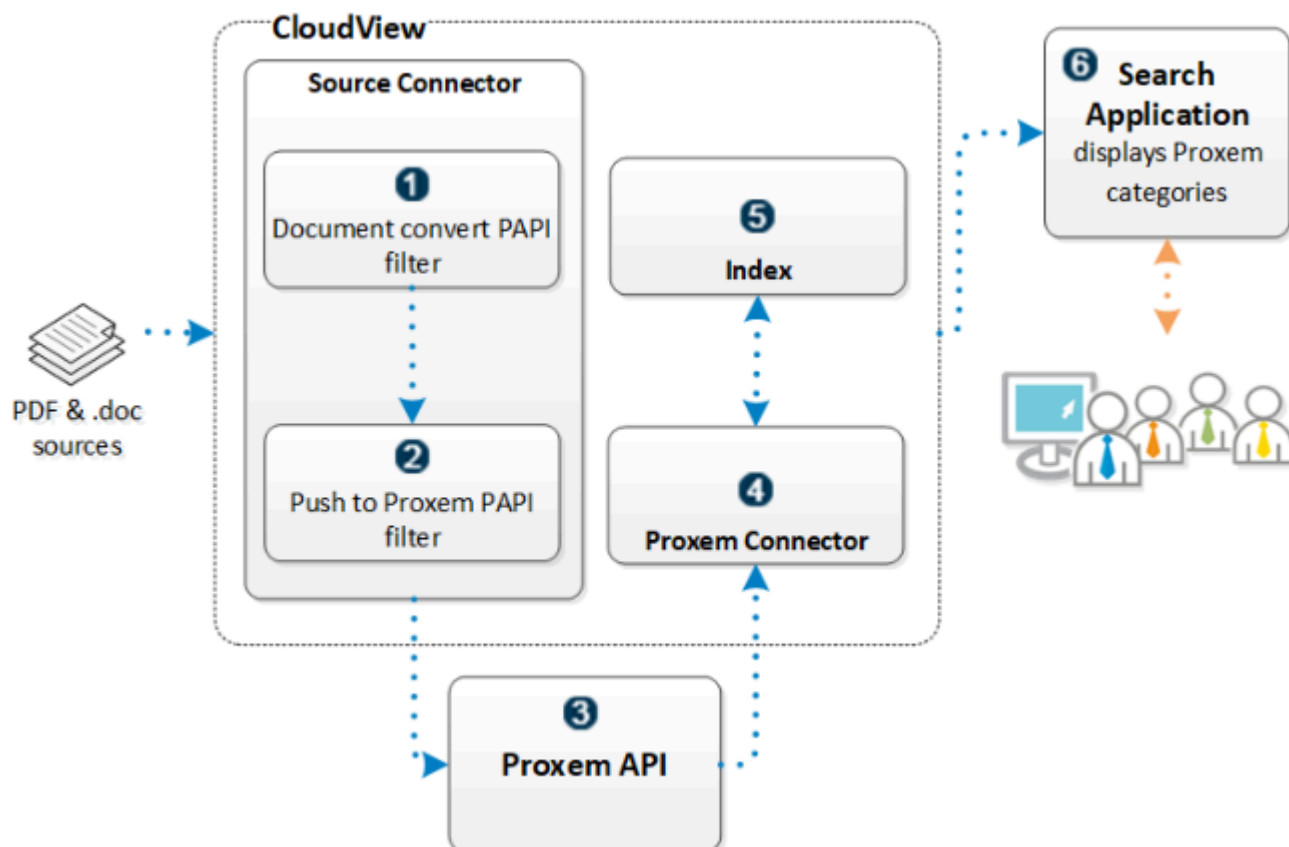 CloudView
Source Connector
1
Document convert PAPI
filter
2
Push to Proxem PAPI
filter
PDF & .doc
sources
3
Proxem API
4
Proxem Connector
5
Index
6
Search
Application
displays Proxem
categories